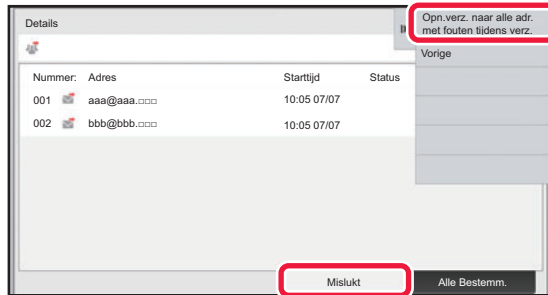 Details
Opn.verz. naar alle adr.
met fouten tijdens verz.
Vorige
Nummer: Adres Starttijd Status
001 aaa@aaa.□□□ 10:05 07/07
002 bbb@bbb.□□□ 10:05 07/07
Mislukt Alle Bestemm.